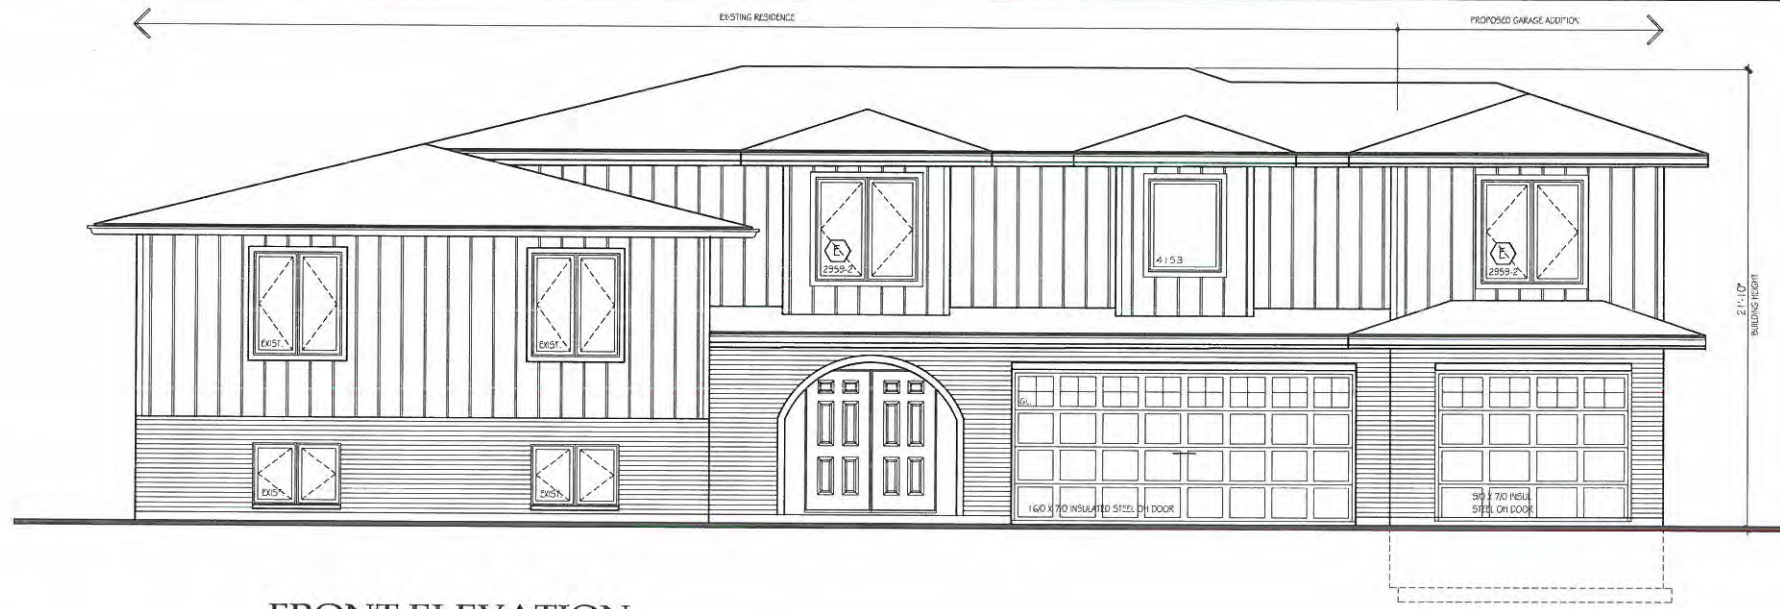 EXISTING RESIDENCE
PROPOSED GARAGE ADDITION
E
2959-2
4153
E
2959-2
21'-10"
BUILDING HEIGHT
EXIST.
EXIST.
GL.
EXIST.
EXIST.
16/0 X 7/0 INSULATED STEEL OH DOOR
9/0 X 7/0 INSUL
STEEL OH DOOR
FRONT ELEVATION